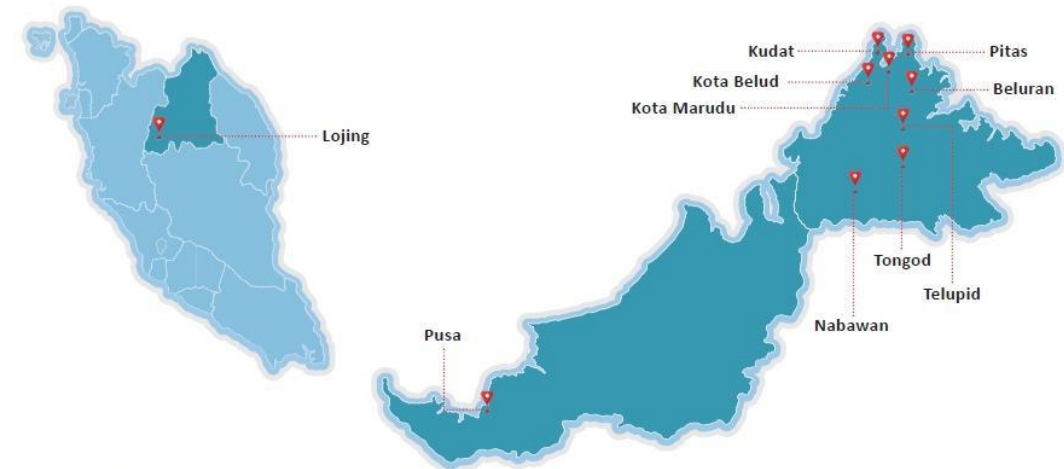 Lojing
Kudat
Pitas
Kota Belud
Beluran
Kota Marudu
Tongod
Telupid
Nabawan
Pusa